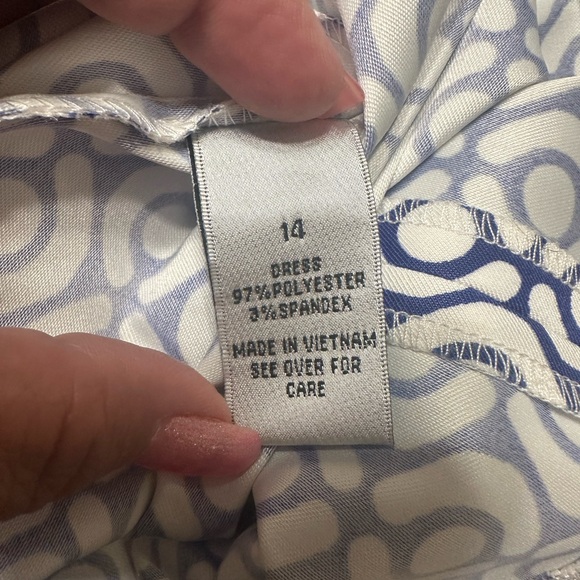 14
DRESS
97%POLYESTER
3%SPANDEX
MADE IN VIETNAM
SEE OVER FOR
CARE